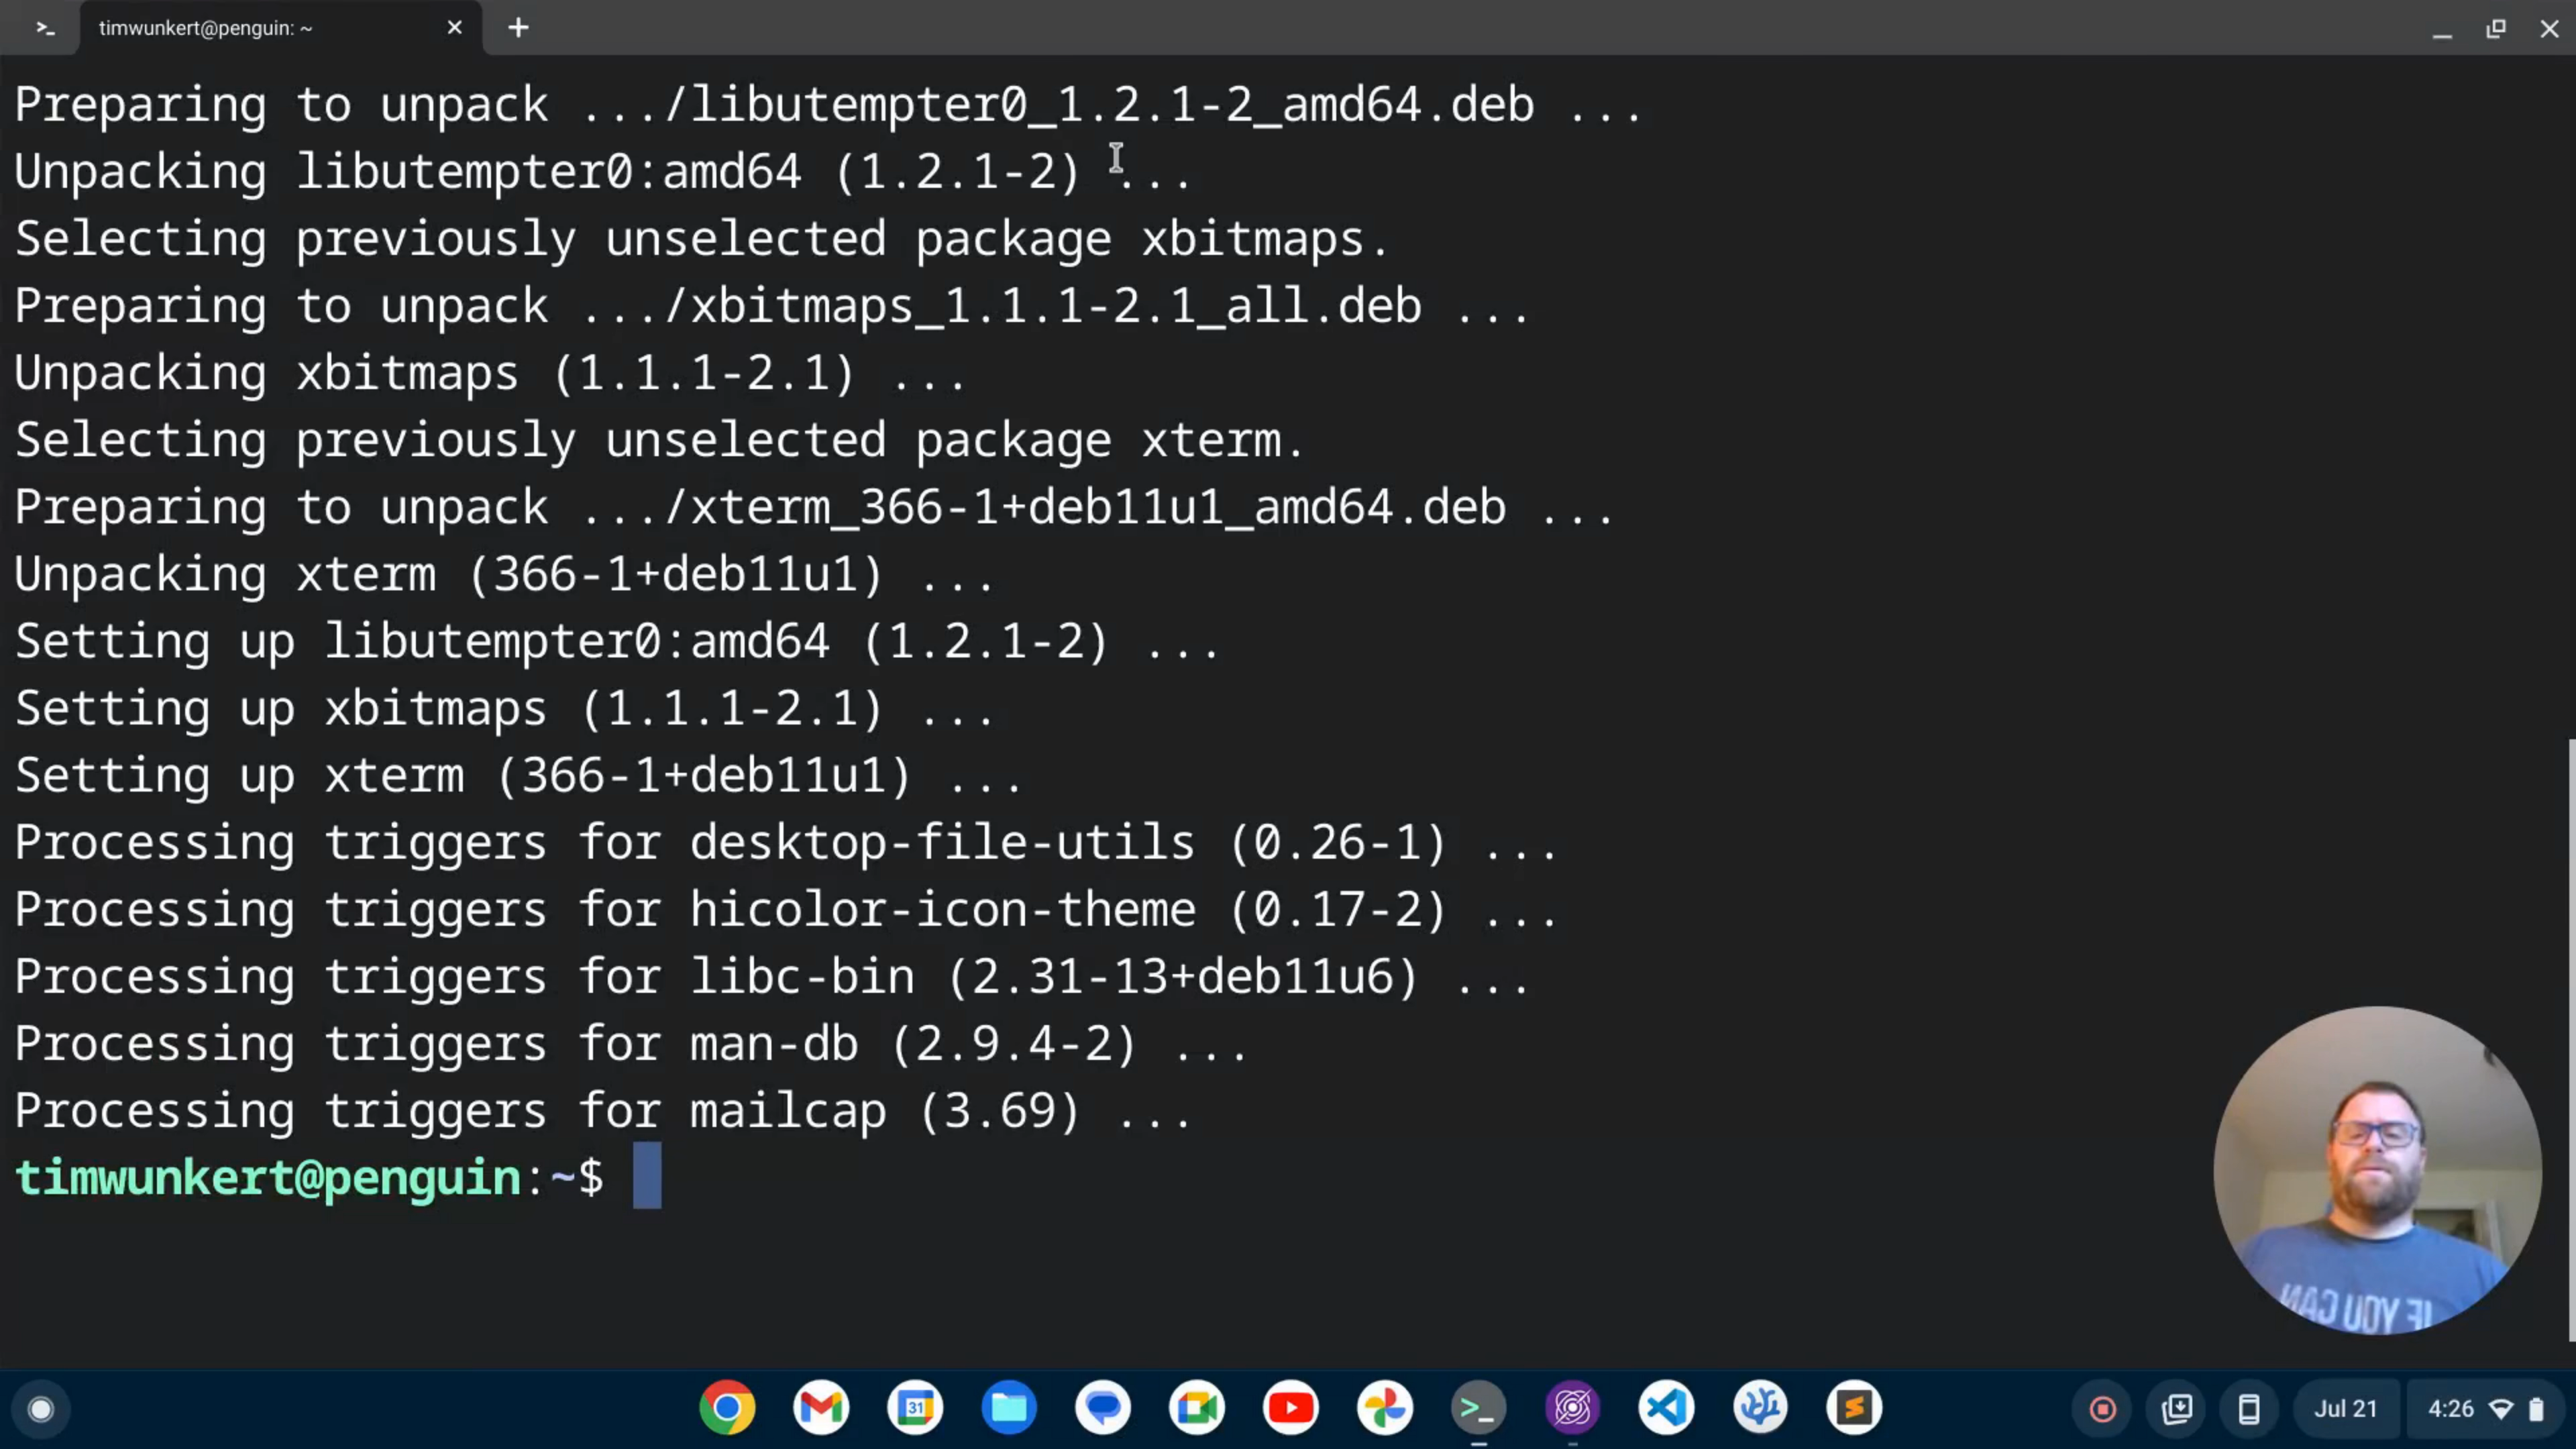 timwunkert@penguin: ~
Preparing to unpack .../libutempter0_1.2.1-2_amd64.deb ...
Unpacking libutempter0:amd64 (1.2.1-2) ...
Selecting previously unselected package xbitmaps.
Preparing to unpack .../xbitmaps_1.1.1-2.1_all.deb ...
Unpacking xbitmaps (1.1.1-2.1) ...
Selecting previously unselected package xterm.
Preparing to unpack .../xterm_366-1+deb11u1_amd64.deb ...
Unpacking xterm (366-1+deb11u1) ...
Setting up libutempter0:amd64 (1.2.1-2) ...
Setting up xbitmaps (1.1.1-2.1) ...
Setting up xterm (366-1+deb11u1) ...
Processing triggers for desktop-file-utils (0.26-1) ...
Processing triggers for hicolor-icon-theme (0.17-2) ...
Processing triggers for libc-bin (2.31-13+deb11u6) ...
Processing triggers for man-db (2.9.4-2) ...
Processing triggers for mailcap (3.69) ...
timwunkert@penguin:~$
IF YOU CAN
31
Jul 21 4:26